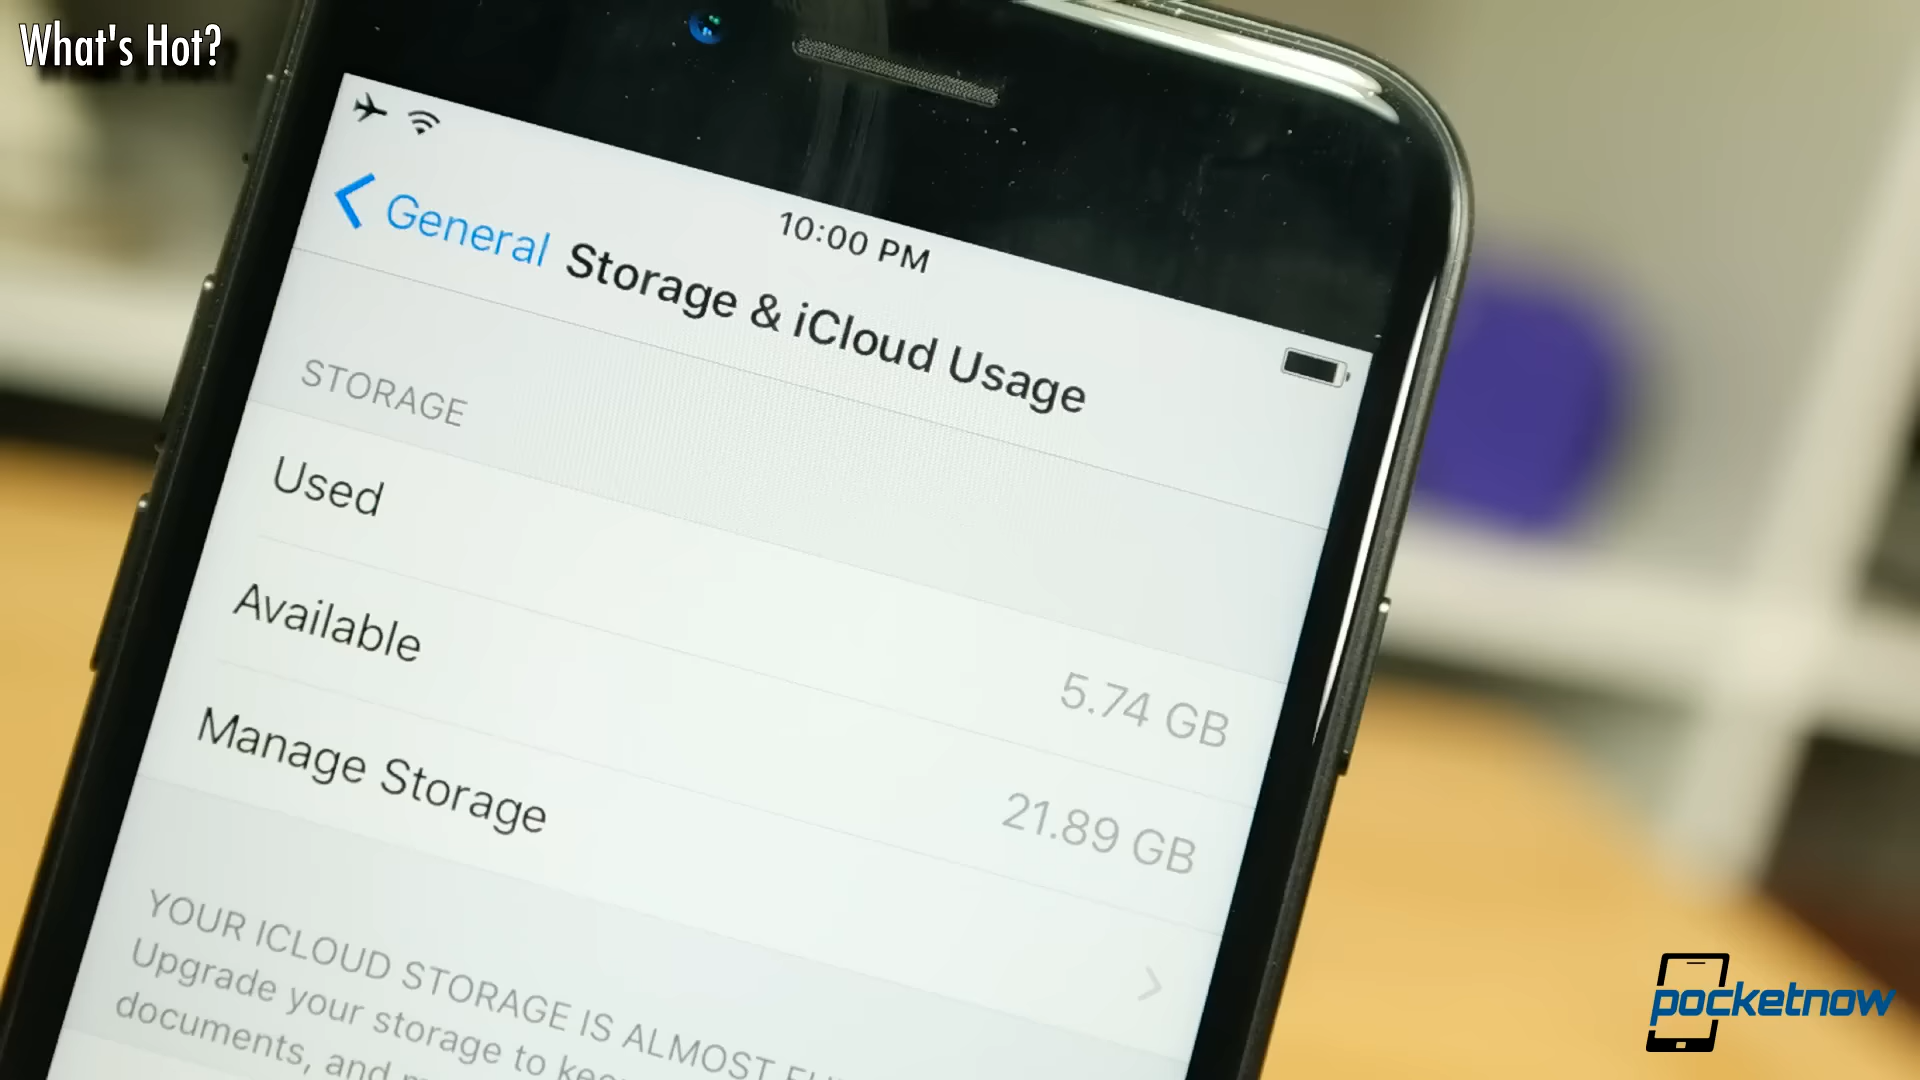 What's Hot?
10:00 PM
General Storage & iCloud Usage
STORAGE
Used 5.74 GB
Available 21.89 GB
Manage Storage
YOUR ICLOUD STORAGE IS ALMOST
Upgrade your storage to
documents, and
pocketnow